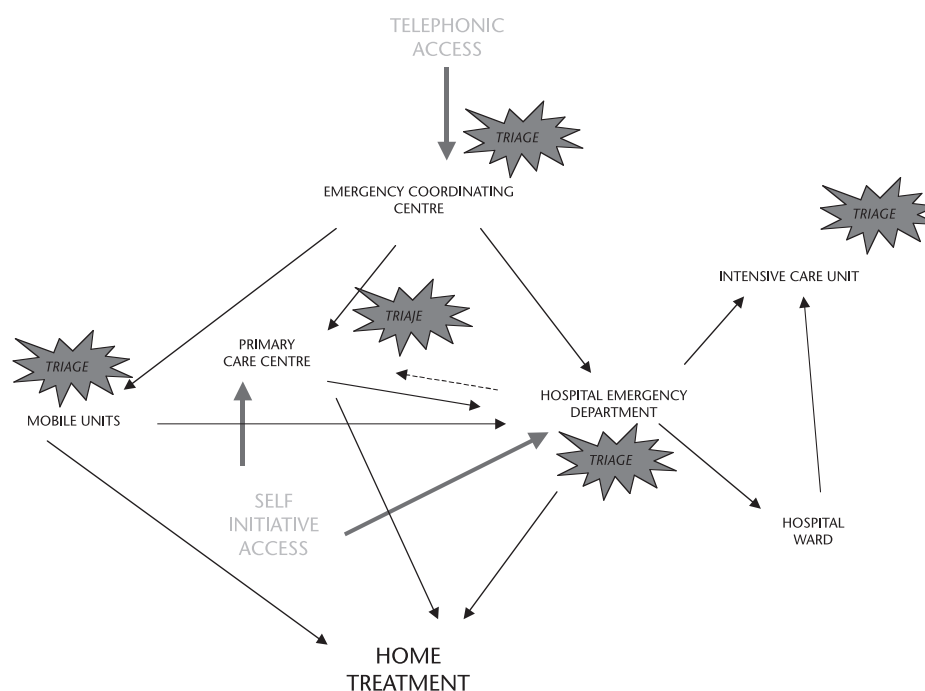 TELEPHONIC
ACCESS
TRIAGE
EMERGENCY COORDINATING
CENTRE
TRIAGE
INTENSIVE CARE UNIT
TRIAJE
PRIMARY
CARE CENTRE
TRIAGE
MOBILE UNITS
HOSPITAL EMERGENCY
DEPARTMENT
TRIAGE
SELF
INITIATIVE
ACCESS
HOSPITAL
WARD
HOME
TREATMENT